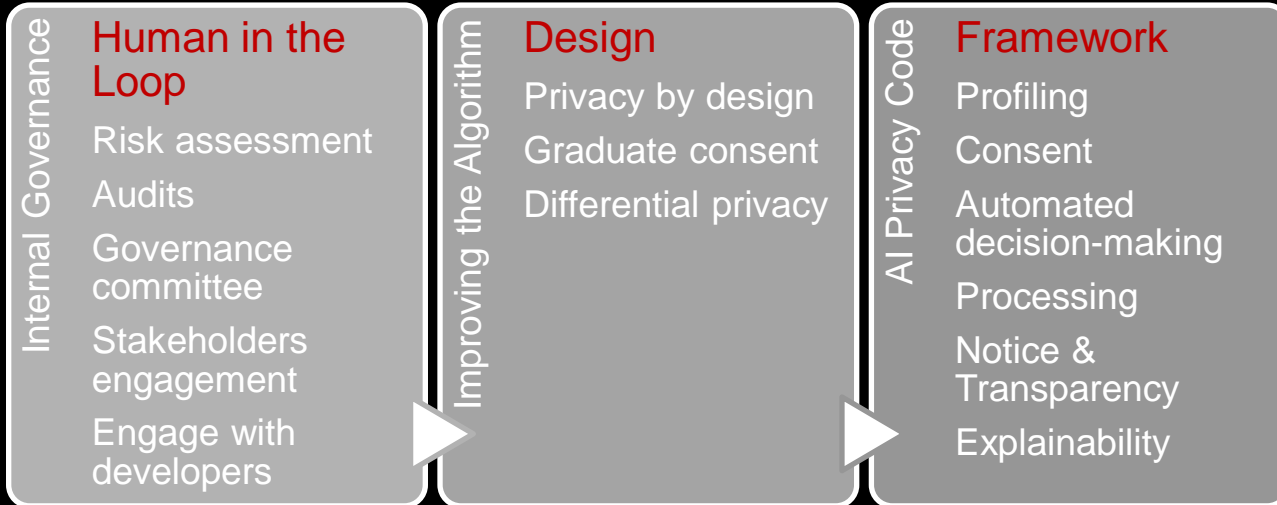 Internal Governance
Human in the
Loop
Risk assessment
Audits
Governance
committee
Stakeholders
engagement
Engage with
developers
Improving the Algorithm
Design
Privacy by design
Graduate consent
Differential privacy
AI Privacy Code
Framework
Profiling
Consent
Automated
decision-making
Processing
Notice &
Transparency
Explainability